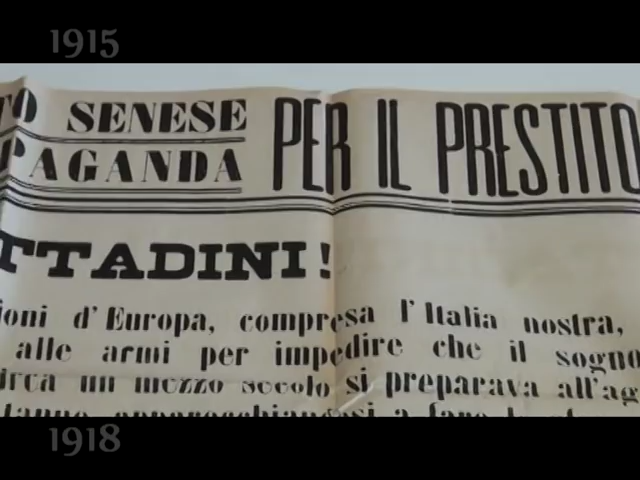 1915
TO SENESE
PAGANDA
PER IL PRESTITO
TTADINI!
ioni d'Europa, compresa l'Italia nostra,
alle armi per impedire che il sogno
circa un mezzo secolo si preparava all'ag
1918